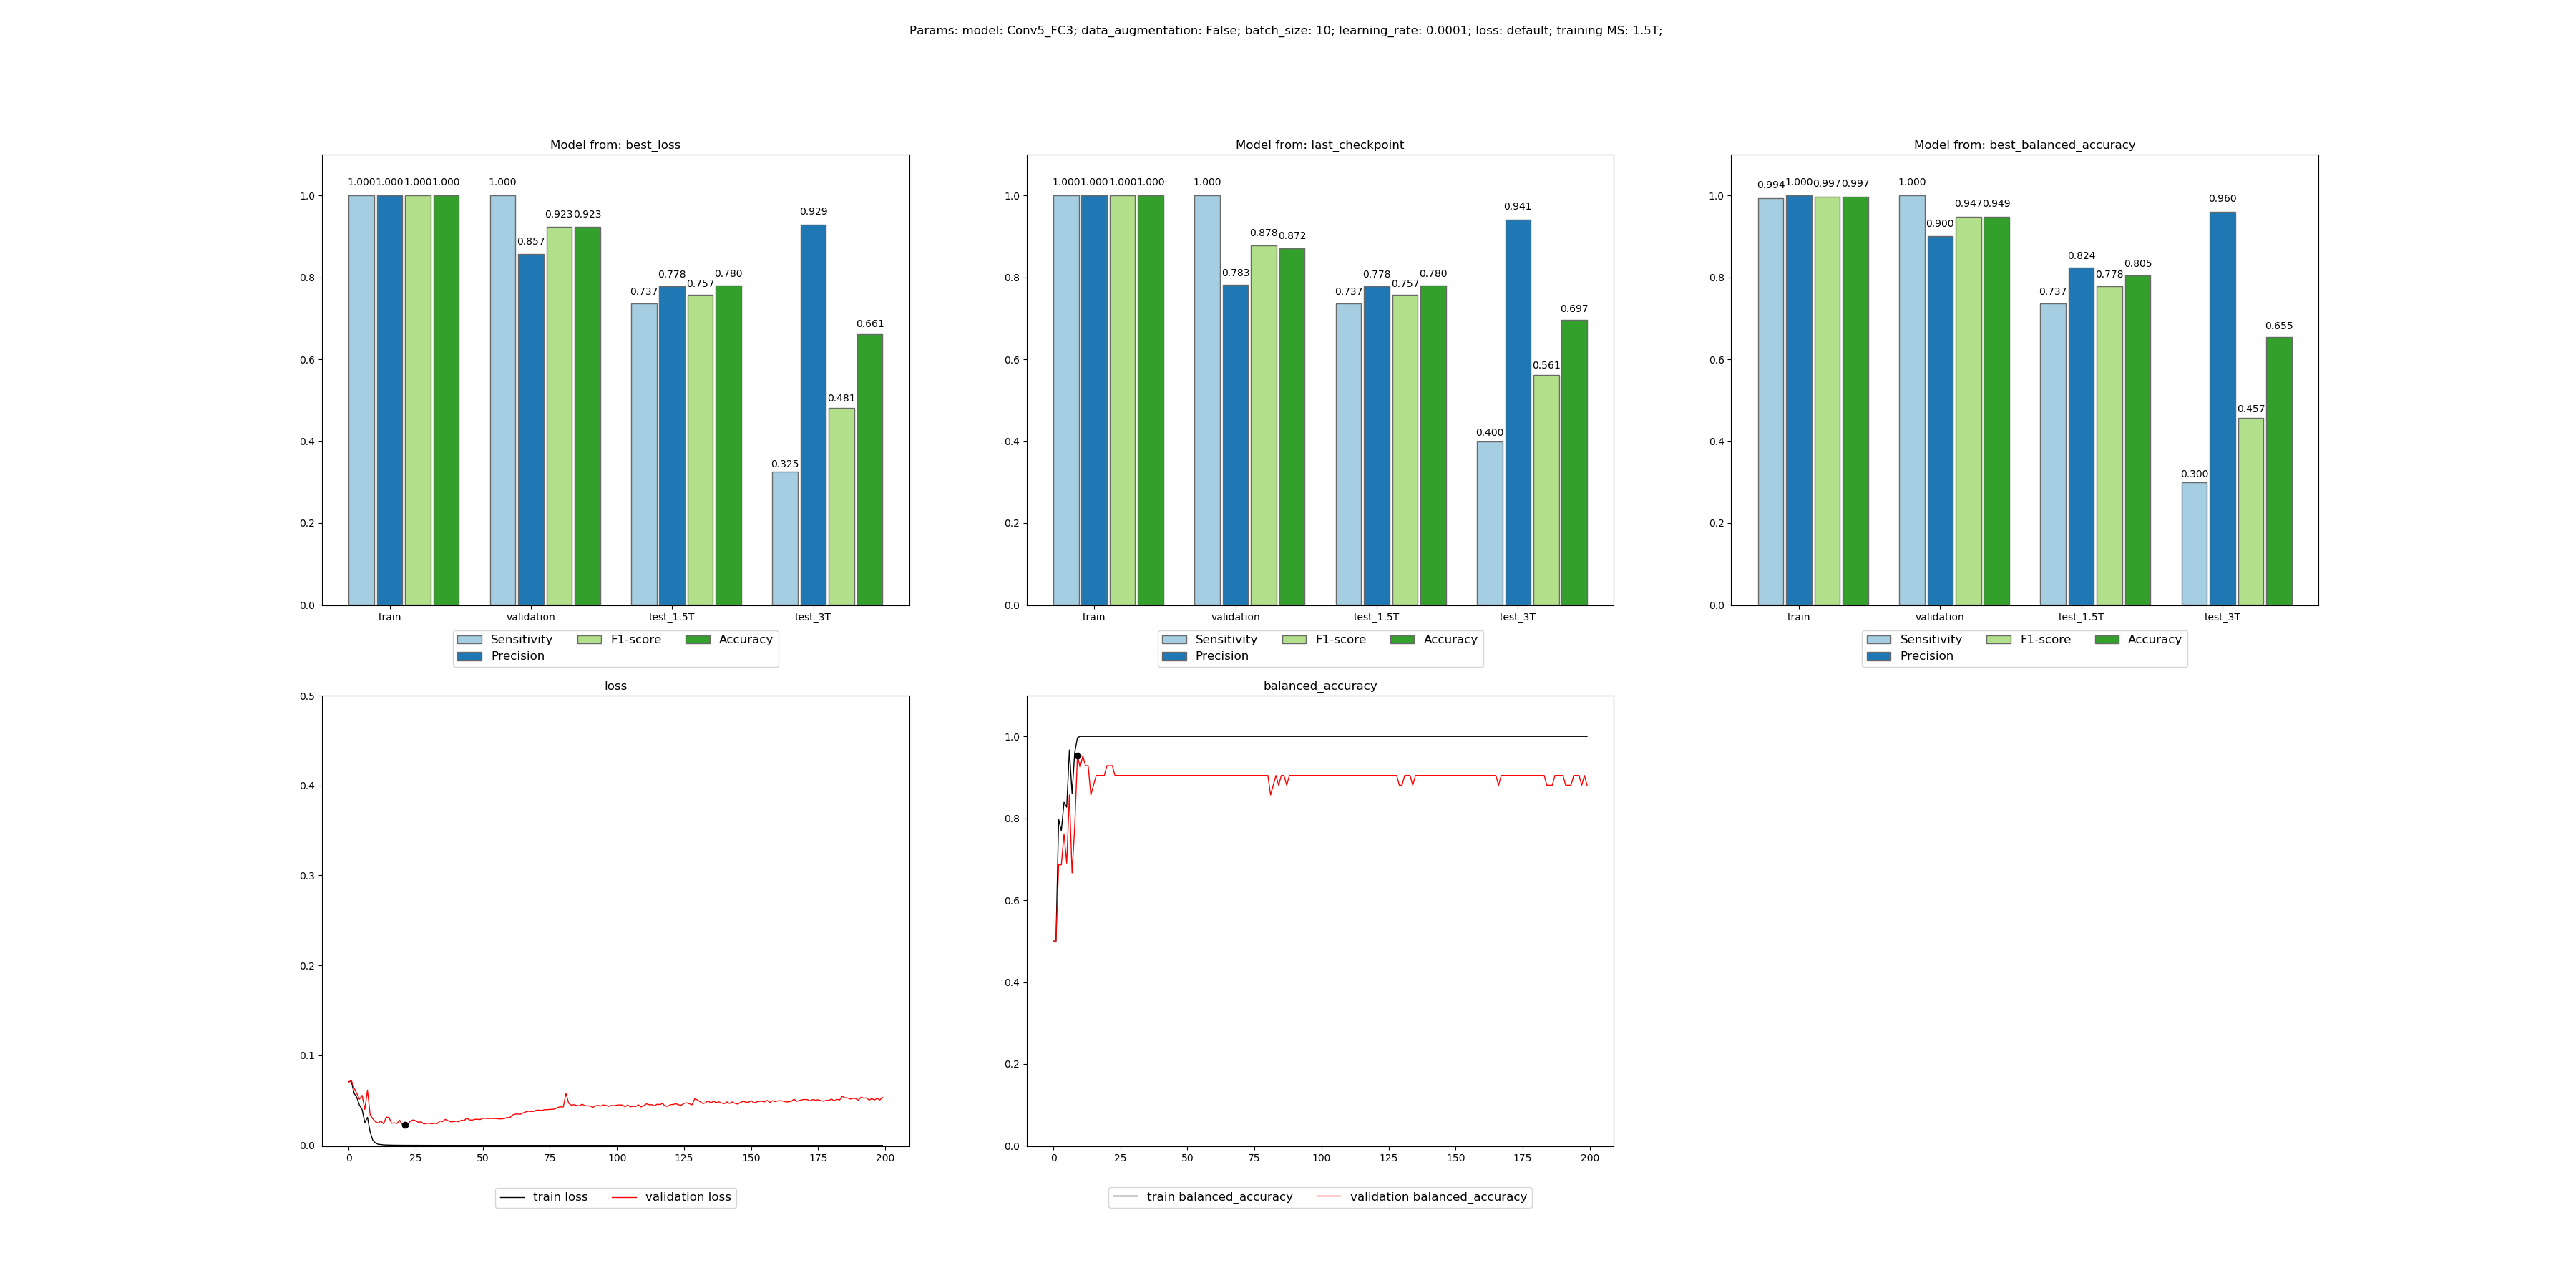 Params: model: Conv5_FC3; data_augmentation: False; batch_size: 10; learning_rate: 0.0001; loss: default; training MS: 1.5T;
Model from: best_loss
1.000 1.000 1.000 1.000 1.000 0.857 0.923 0.923 0.737 0.778 0.757 0.780 0.325 0.929 0.481 0.661
1.0
0.8
0.6
0.4
0.2
0.0
train validation test_1.5T test_3T
Sensitivity F1-score Accuracy
Precision
Model from: last_checkpoint
1.000 1.000 1.000 1.000 1.000 0.783 0.878 0.872 0.737 0.778 0.757 0.780 0.400 0.941 0.561 0.697
1.0
0.8
0.6
0.4
0.2
0.0
train validation test_1.5T test_3T
Sensitivity F1-score Accuracy
Precision
Model from: best_balanced_accuracy
0.994 1.000 0.997 0.997 1.000 0.900 0.947 0.949 0.737 0.824 0.778 0.805 0.300 0.960 0.457 0.655
1.0
0.8
0.6
0.4
0.2
0.0
train validation test_1.5T test_3T
Sensitivity F1-score Accuracy
Precision
loss
0.5
0.4
0.3
0.2
0.1
0.0
0 25 50 75 100 125 150 175 200
train loss validation loss
balanced_accuracy
1.0
0.8
0.6
0.4
0.2
0.0
0 25 50 75 100 125 150 175 200
train balanced_accuracy validation balanced_accuracy